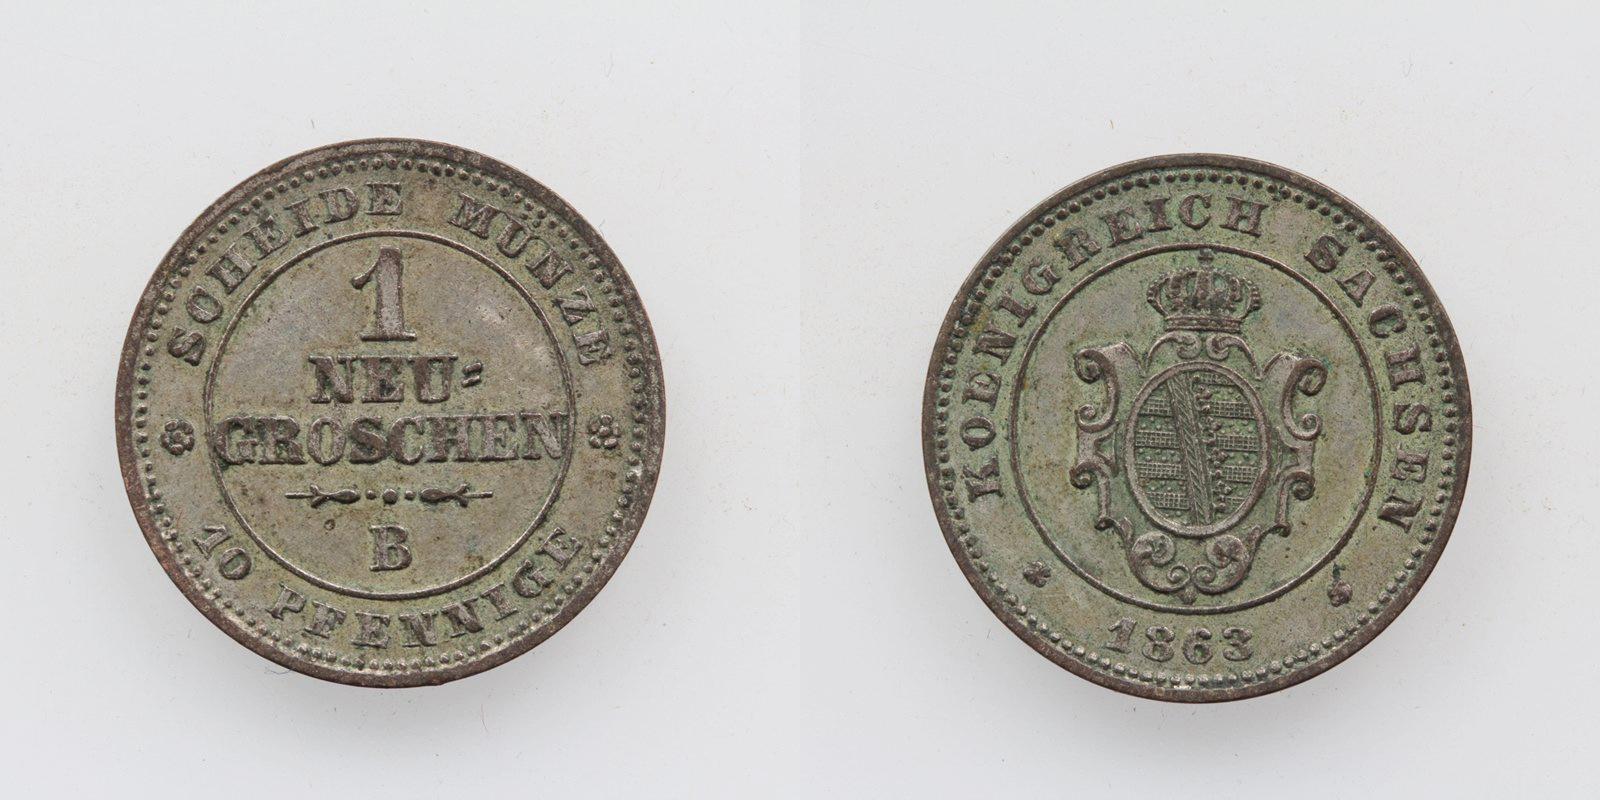 SCHEIDE MÜNZE
1
NEU=
GROSCHEN
B
10 PFENNIGE
KOENIGREICH SACHSEN
1863